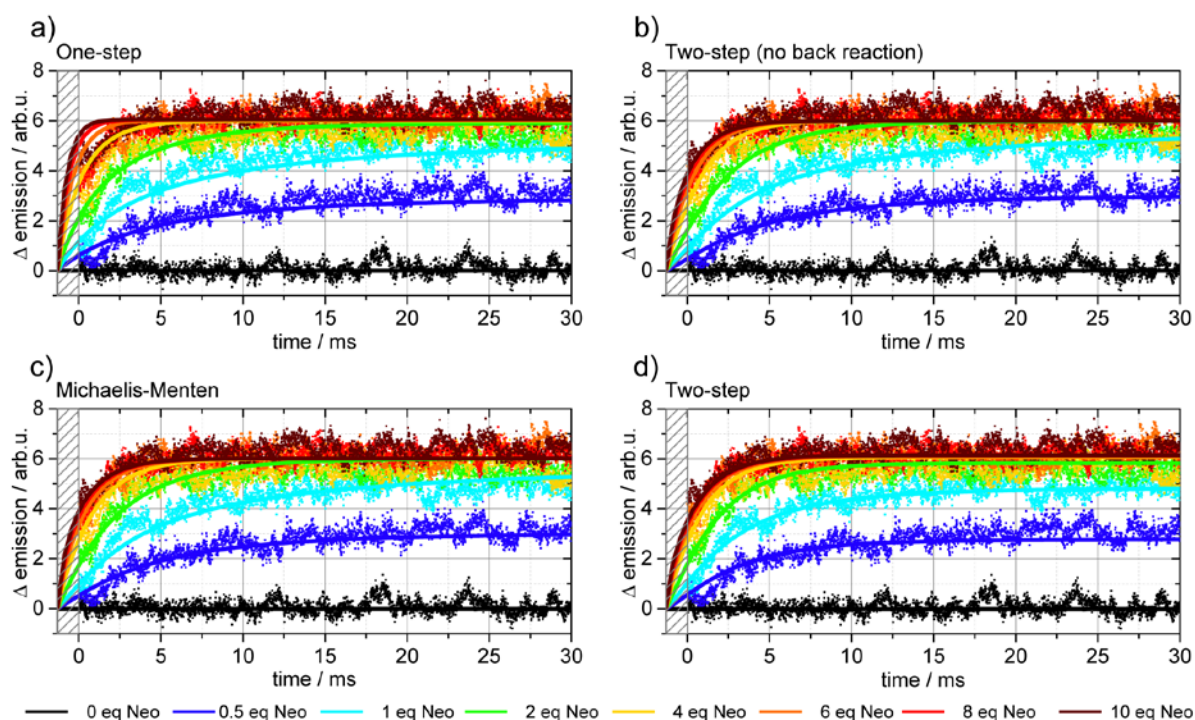 a)
One-step
8
6
4
2
0
Δ emission / arb.u.
0 5 10 15 20 25 30
time / ms
b)
Two-step (no back reaction)
8
6
4
2
0
Δ emission / arb.u.
0 5 10 15 20 25 30
time / ms
c)
Michaelis-Menten
8
6
4
2
0
Δ emission / arb.u.
0 5 10 15 20 25 30
time / ms
d)
Two-step
8
6
4
2
0
Δ emission / arb.u.
0 5 10 15 20 25 30
time / ms
0 eq Neo 0.5 eq Neo 1 eq Neo 2 eq Neo 4 eq Neo 6 eq Neo 8 eq Neo 10 eq Neo